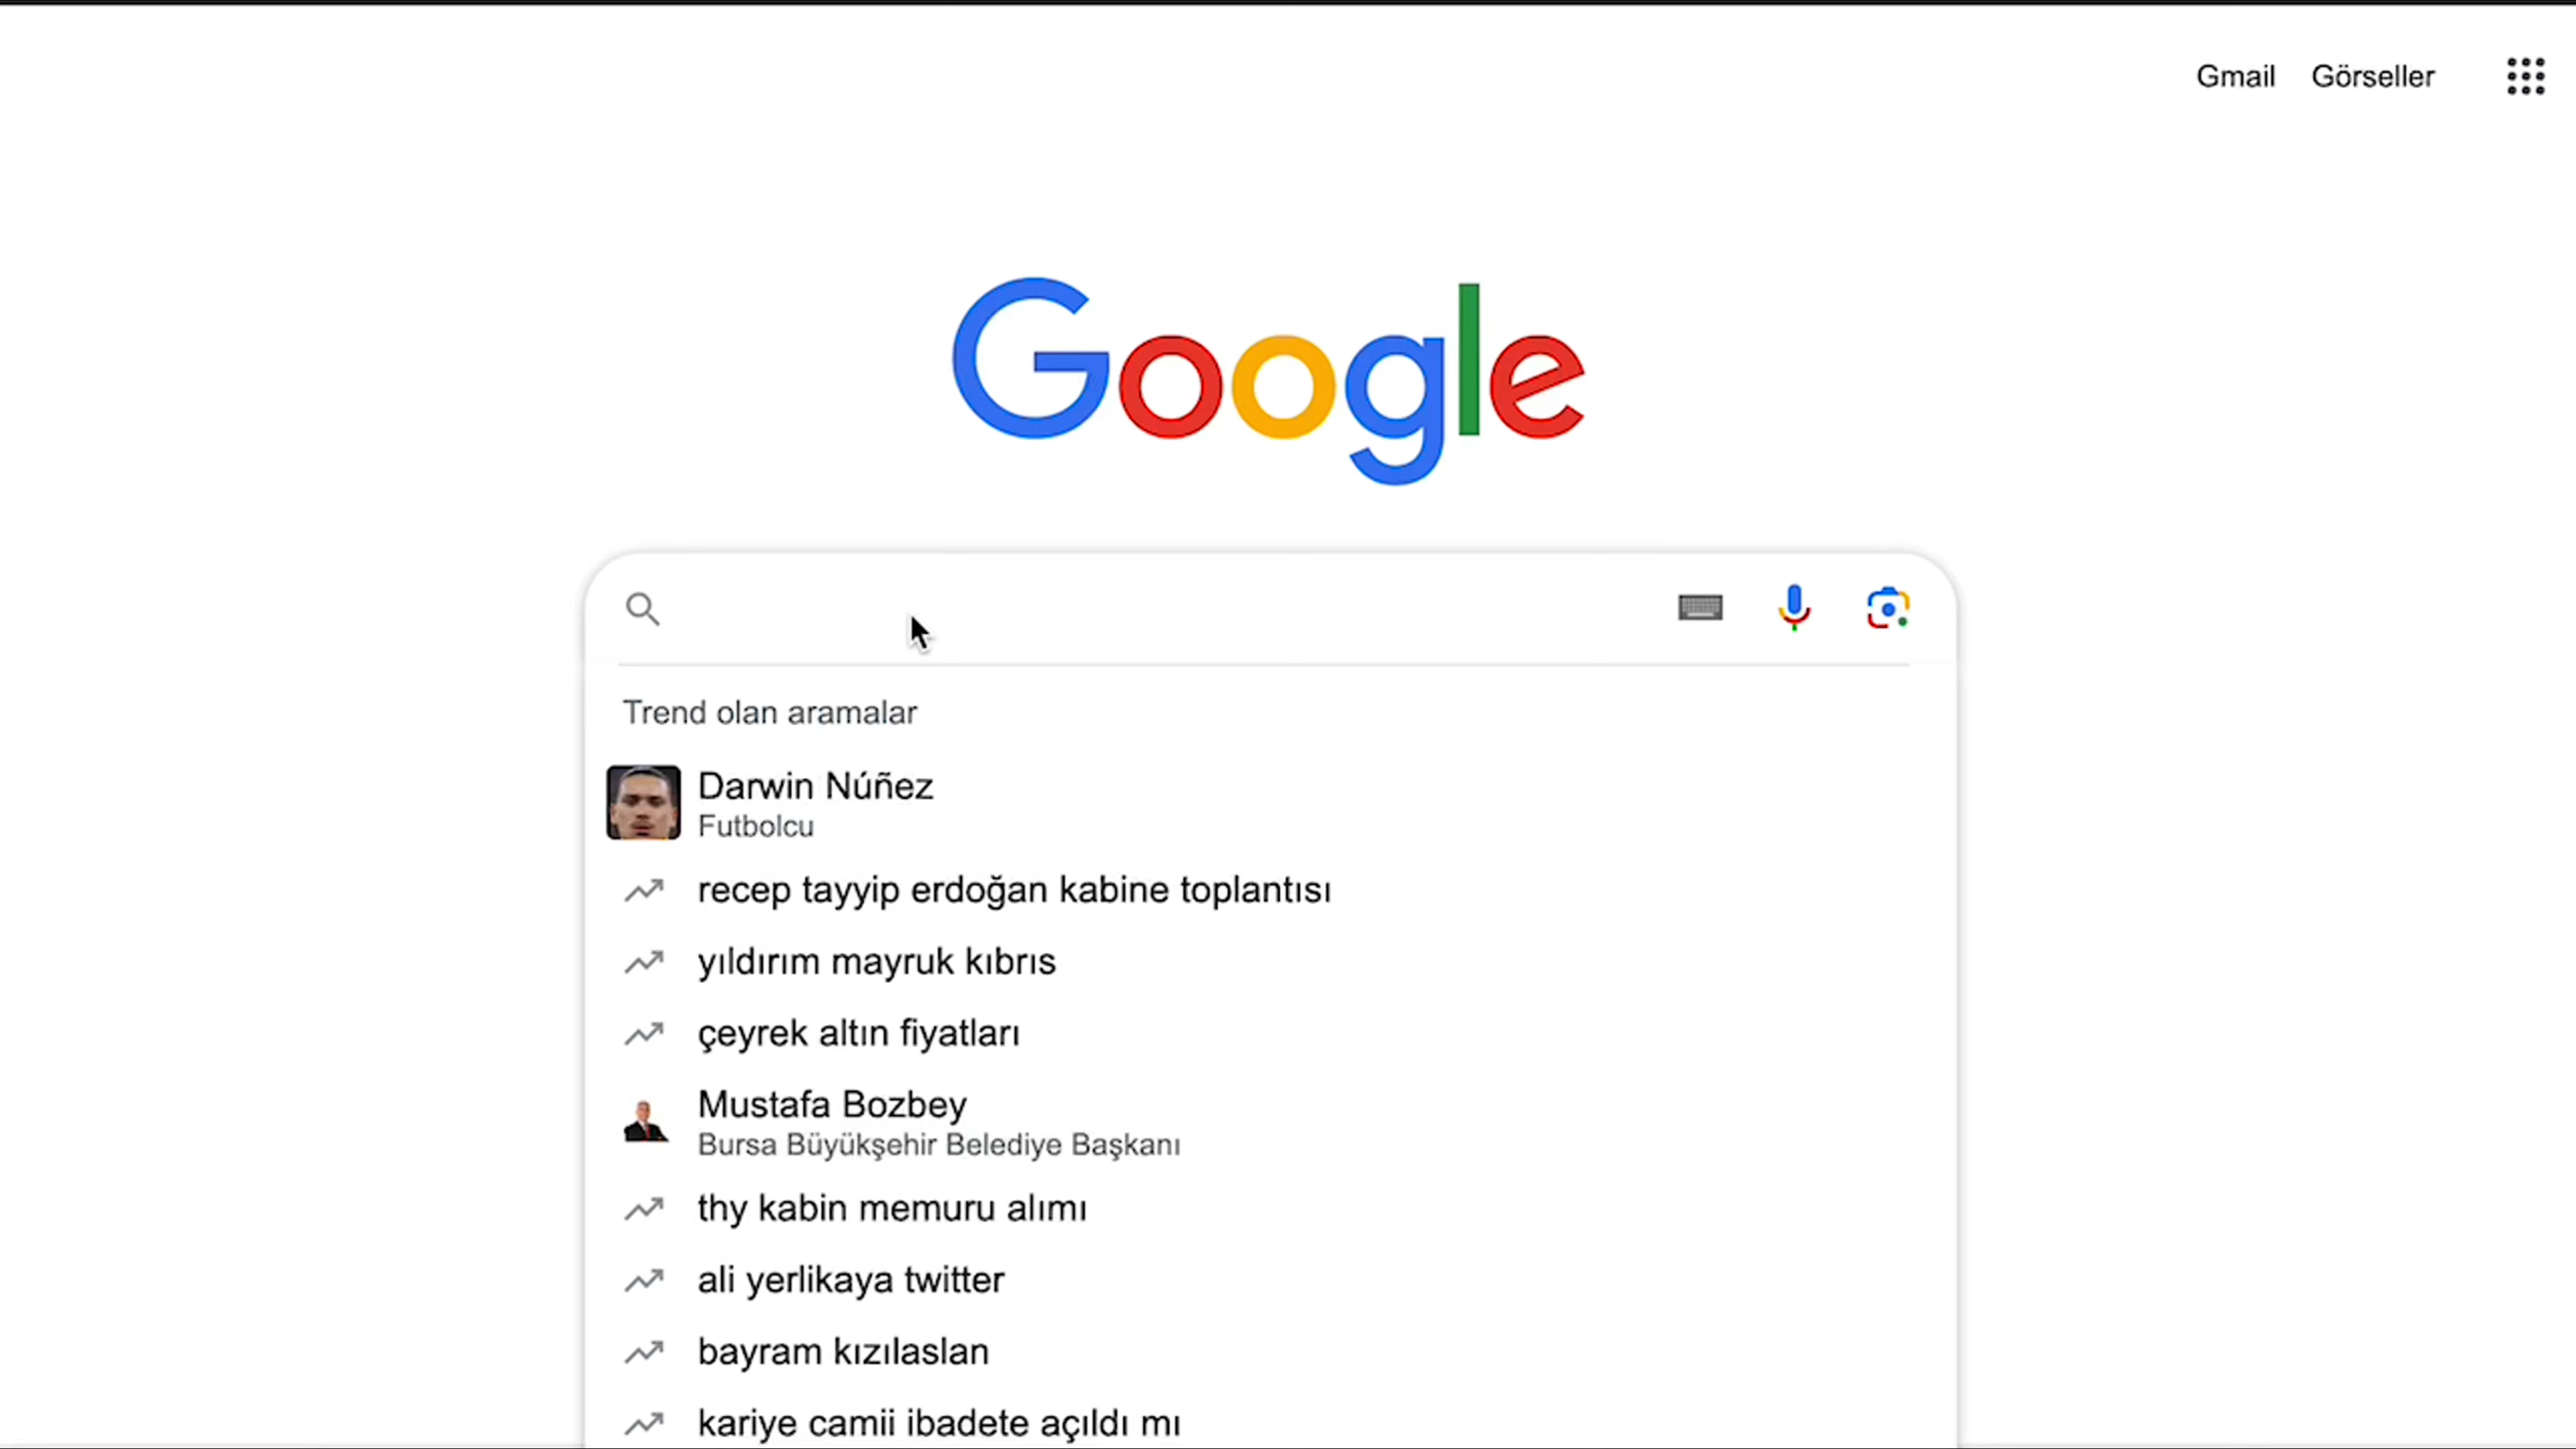 Gmail Görseller
Google
Trend olan aramalar
Darwin Núñez
Futbolcu
recep tayyip erdoğan kabine toplantısı
yıldırım mayruk kıbrıs
çeyrek altın fiyatları
Mustafa Bozbey
Bursa Büyükşehir Belediye Başkanı
thy kabin memuru alımı
ali yerlikaya twitter
bayram kızılaslan
kariye camii ibadete açıldı mı